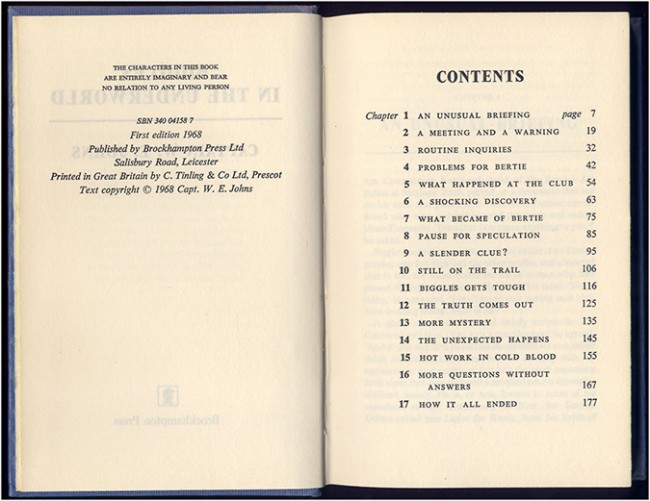 THE CHARACTERS IN THIS BOOK
ARE ENTIRELY IMAGINARY AND BEAR
NO RELATION TO ANY LIVING PERSON
SBN 340 04158 7
First edition 1968
Published by Brockhampton Press Ltd
Salisbury Road, Leicester
Printed in Great Britain by C. Tinling & Co Ltd, Prescot
Text copyright © 1968 Capt. W. E. Johns
IN THE UNDERWORLD
Brockhampton Press
CONTENTS
Chapter 1 AN UNUSUAL BRIEFING page 7
2 A MEETING AND A WARNING 19
3 ROUTINE INQUIRIES 32
4 PROBLEMS FOR BERTIE 42
5 WHAT HAPPENED AT THE CLUB 54
6 A SHOCKING DISCOVERY 63
7 WHAT BECAME OF BERTIE 75
8 PAUSE FOR SPECULATION 85
9 A SLENDER CLUE? 95
10 STILL ON THE TRAIL 106
11 BIGGLES GETS TOUGH 116
12 THE TRUTH COMES OUT 125
13 MORE MYSTERY 135
14 THE UNEXPECTED HAPPENS 145
15 HOT WORK IN COLD BLOOD 155
16 MORE QUESTIONS WITHOUT
ANSWERS 167
17 HOW IT ALL ENDED 177